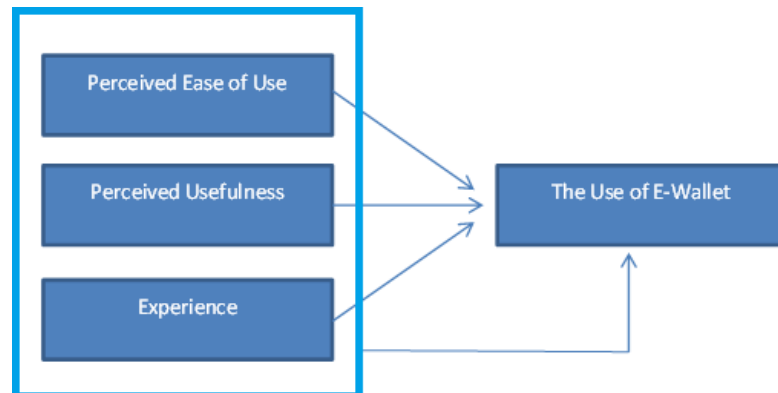 Perceived Ease of Use
Perceived Usefulness
The Use of E-Wallet
Experience